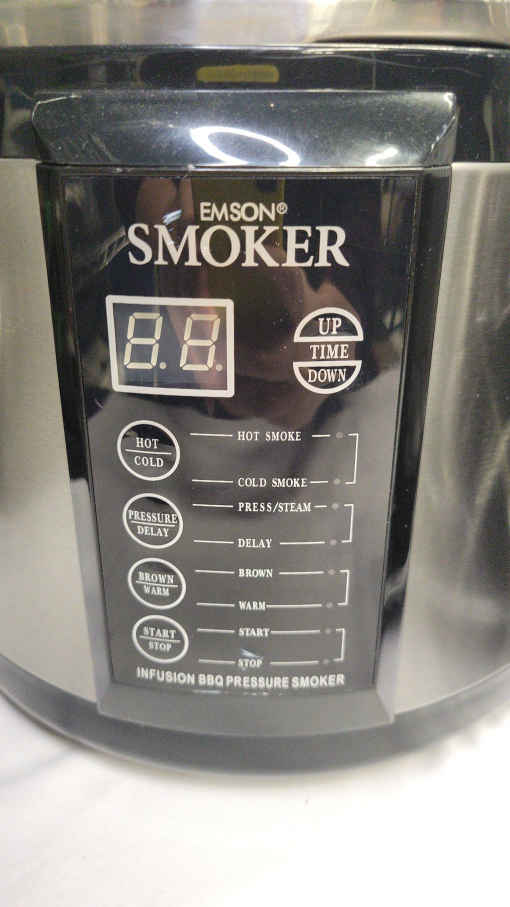 EMSON®
SMOKER
8.8.
UP
TIME
DOWN
HOT
COLD
HOT SMOKE
COLD SMOKE
PRESSURE
DELAY
PRESS/STEAM
DELAY
BROWN
WARM
BROWN
WARM
START
STOP
START
STOP
INFUSION BBQ PRESSURE SMOKER